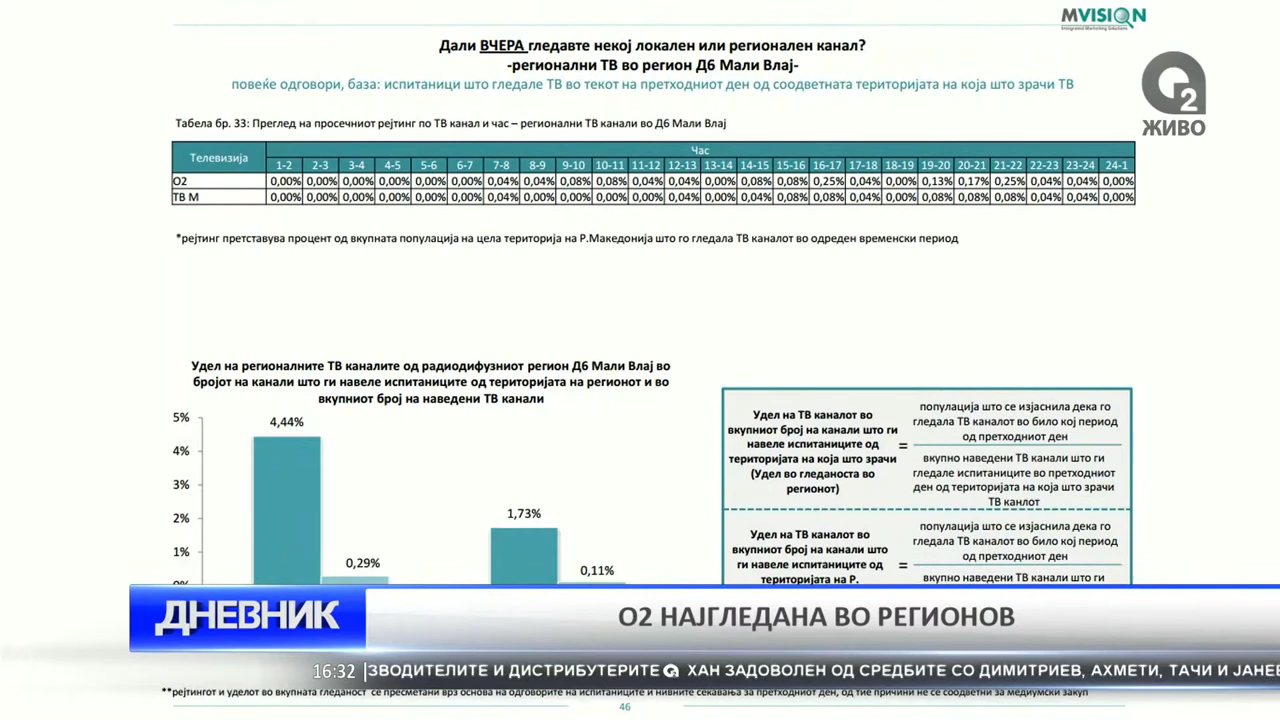 MVISION
Integrated Marketing Solutions
Дали ВЧЕРА гледавте некој локален или регионален канал?
-регионални ТВ во регион Д6 Мали Влај-
повеќе одговори, база: испитаници што гледале ТВ во текот на претходниот ден од соодветната територијата на која што зрачи ТВ
2
ЖИВО
Табела бр. 33: Преглед на просечниот рејтинг по ТВ канал и час – регионални ТВ канали во Д6 Мали Влај
Телевизија Час
1-2 2-3 3-4 4-5 5-6 6-7 7-8 8-9 9-10 10-11 11-12 12-13 13-14 14-15 15-16 16-17 17-18 18-19 19-20 20-21 21-22 22-23 23-24 24-1
О2 0,00% 0,00% 0,00% 0,00% 0,00% 0,00% 0,04% 0,04% 0,08% 0,08% 0,04% 0,04% 0,00% 0,08% 0,08% 0,25% 0,04% 0,00% 0,13% 0,17% 0,25% 0,04% 0,04% 0,00%
ТВ М 0,00% 0,00% 0,00% 0,00% 0,00% 0,00% 0,04% 0,00% 0,00% 0,00% 0,00% 0,04% 0,00% 0,04% 0,08% 0,08% 0,04% 0,00% 0,08% 0,08% 0,08% 0,04% 0,04% 0,00%
*рејтинг претставува процент од вкупната популација на цела територија на Р.Македонија што го гледала ТВ каналот во одреден временски период
Удел на регионалните ТВ каналите од радиодифузниот регион Д6 Мали Влај во
бројот на канали што ги навеле испитаниците од територијата на регионот и во
вкупниот број на наведени ТВ канали
5%
4%
3%
2%
1%
0%
4,44%
0,29%
1,73%
0,11%
Удел на ТВ каналот во
вкупниот број на канали што ги
навеле испитаниците од
територијата на која што зрачи
(Удел во гледаноста во
регионот)
=
популација што се изјаснила дека го
гледала ТВ каналот во било кој период
од претходниот ден
вкупно наведени ТВ канали што ги
гледале испитаниците во претходниот
ден од територијата на која што зрачи
ТВ канлот
Удел на ТВ каналот во
вкупниот број на канали што
ги навеле испитаниците од
територијата на Р.
=
популација што се изјаснила дека го
гледала ТВ каналот во било кој период
од претходниот ден
вкупно наведени ТВ канали што ги
ДНЕВНИК
О2 НАЈГЛЕДАНА ВО РЕГИОНОВ
16:32 ЗВОДИТЕЛИТЕ И ДИСТРИБУТЕРИТЕ ХАН ЗАДОВОЛЕН ОД СРЕДБИТЕ СО ДИМИТРИЕВ, АХМЕТИ, ТАЧИ И ЈАНЕВ
**рејтингот и уделот во вкупната гледаност се пресметани врз основа на одговорите на испитаниците и нивните секавања за претходниот ден, од тие причини не се соодветни за медиумски закуп
46